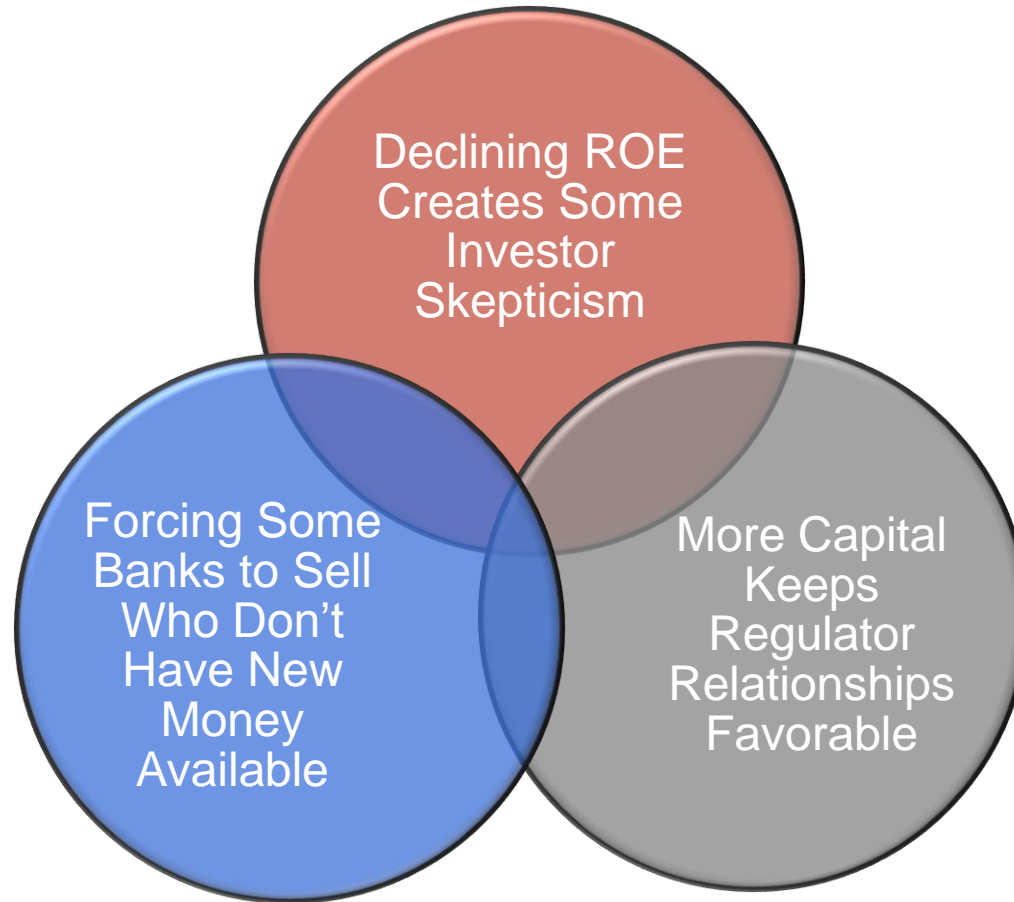 Declining ROE
Creates Some
Investor
Skepticism
Forcing Some
Banks to Sell
Who Don’t
Have New
Money
Available
More Capital
Keeps
Regulator
Relationships
Favorable